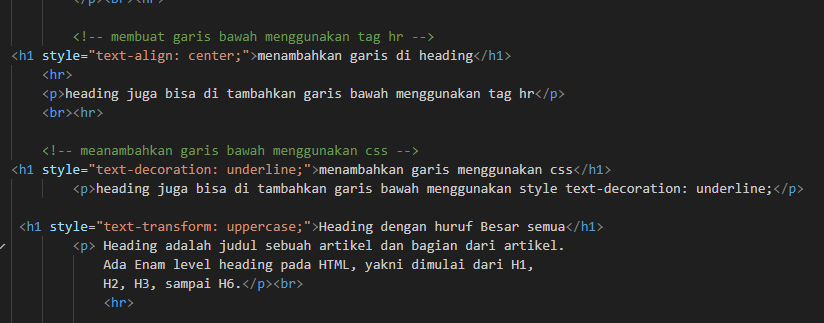 </p><br><hr>
<!-- membuat garis bawah menggunakan tag hr -->
<h1 style="text-align: center;">menambahkan garis di heading</h1>
<hr>
<p>heading juga bisa di tambahkan garis bawah menggunakan tag hr</p>
<br><hr>
<!-- meanambahkan garis bawah menggunakan css -->
<h1 style="text-decoration: underline;">menambahkan garis menggunakan css</h1>
<p>heading juga bisa di tambahkan garis bawah menggunakan style text-decoration: underline;</p>
<h1 style="text-transform: uppercase;">Heading dengan huruf Besar semua</h1>
<p> Heading adalah judul sebuah artikel dan bagian dari artikel.
Ada Enam level heading pada HTML, yakni dimulai dari H1,
H2, H3, sampai H6.</p><br>
<hr>